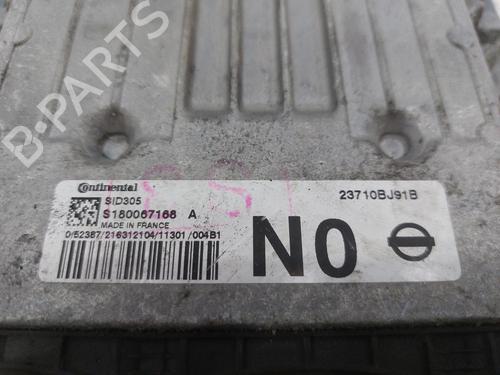 B-PARTS
Continental
SID305
S180067168 A
MADE IN FRANCE
0/52387/216312104/11301/004B1
23710BJ91B
N0